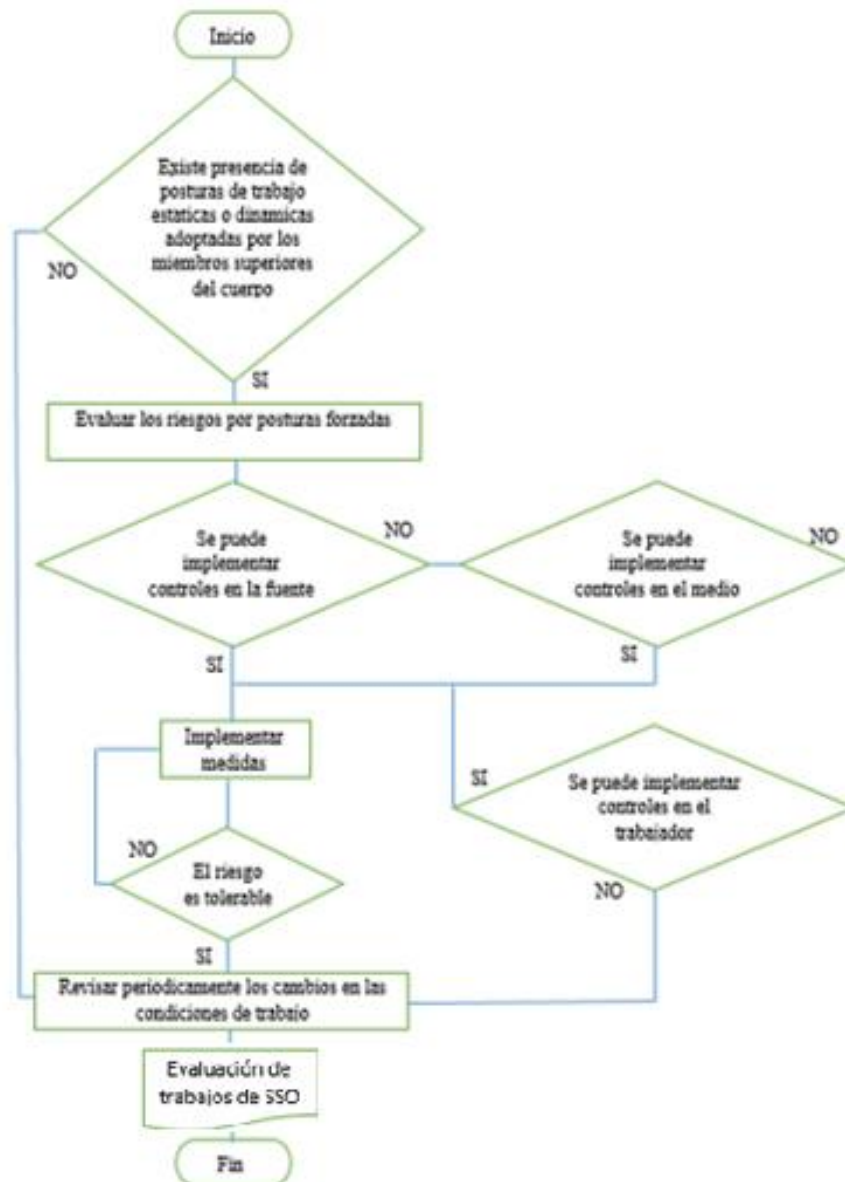 Inicio
Existe presencia de
posturas de trabajo
estaticas o dinamicas
adoptadas por los
miembros superiores
del cuerpo
NO
SI
Evaluar los riesgos por posturas forzadas
Se puede
implementar
controles en la fuente
NO
Se puede
implementar
controles en el medio
NO
SI
SI
Implementar
medidas
SI
Se puede implementar
controles en el
trabajador
NO
El riesgo
es tolerable
NO
SI
Revisar periodicamente los cambios en las
condiciones de trabajo
Evaluación de
trabajos de SSO
Fin